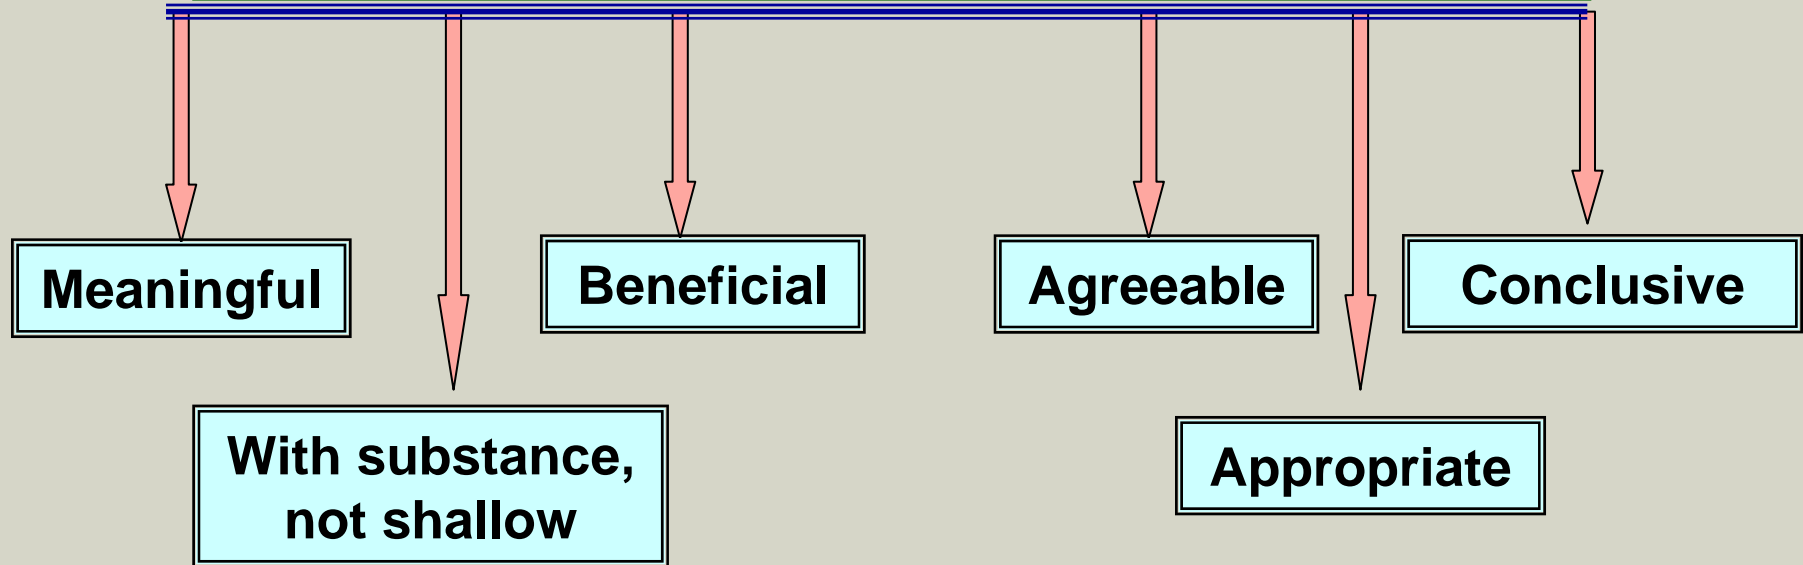 Meaningful
Beneficial
Agreeable
Conclusive
With substance,
not shallow
Appropriate